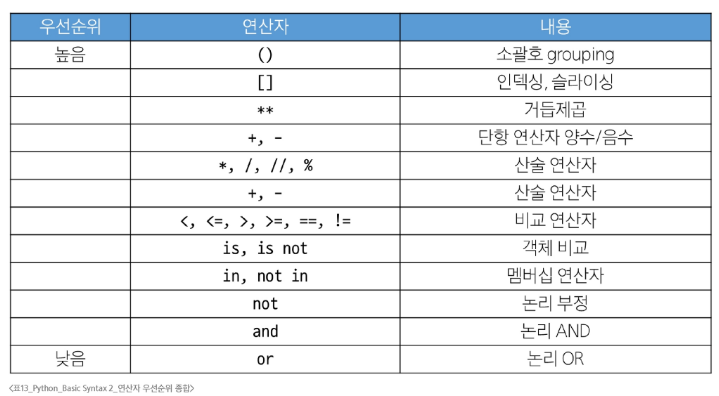 우선순위 연산자 내용
높음 () 소괄호 grouping
[] 인덱싱, 슬라이싱
** 거듭제곱
+, - 단항 연산자 양수/음수
*, /, //, % 산술 연산자
+, - 산술 연산자
<, <=, >, >=, ==, != 비교 연산자
is, is not 객체 비교
in, not in 멤버십 연산자
not 논리 부정
and 논리 AND
낮음 or 논리 OR
<표13_Python_Basic Syntax 2_연산자 우선순위 종합>